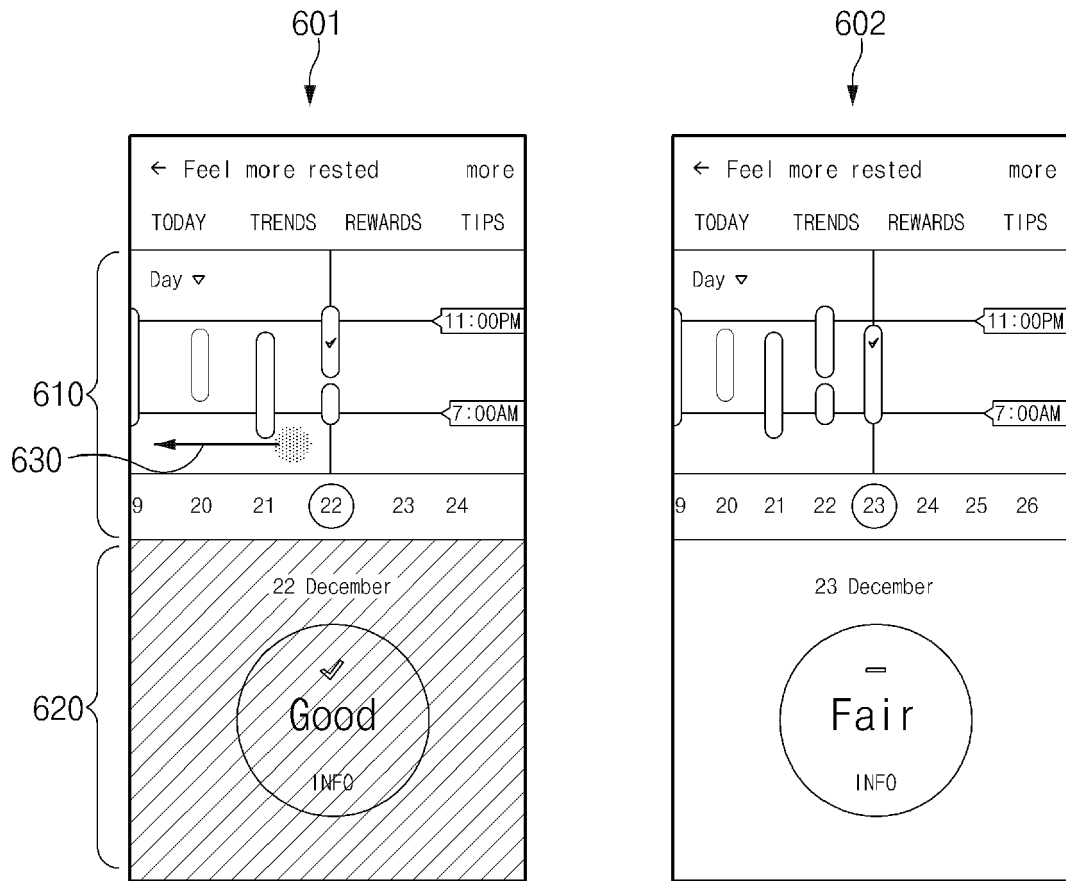 601
← Feel more rested more
TODAY TRENDS REWARDS TIPS
Day ▿
11:00PM
7:00AM
610
630
9 20 21 22 23 24
22 December
✓
Good
INFO
620
602
← Feel more rested more
TODAY TRENDS REWARDS TIPS
Day ▿
11:00PM
7:00AM
9 20 21 22 23 24 25 26
23 December
Fair
INFO